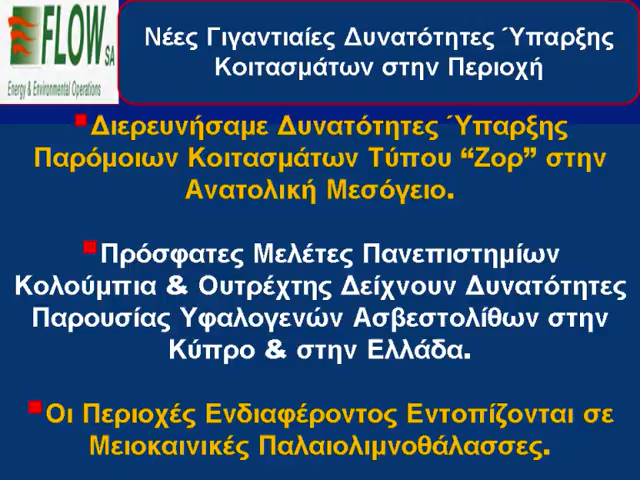 FLOW SA
Energy & Environmental Operations
Νέες Γιγαντιαίες Δυνατότητες Ύπαρξης
Κοιτασμάτων στην Περιοχή
Διερευνήσαμε Δυνατότητες Ύπαρξης
Παρόμοιων Κοιτασμάτων Τύπου “Ζορ” στην
Ανατολική Μεσόγειο.
Πρόσφατες Μελέτες Πανεπιστημίων
Κολούμπια & Ουτρέχτης Δείχνουν Δυνατότητες
Παρουσίας Υφαλογενών Ασβεστολίθων στην
Κύπρο & στην Ελλάδα.
Οι Περιοχές Ενδιαφέροντος Εντοπίζονται σε
Μειοκαινικές Παλαιολιμνοθάλασσες.